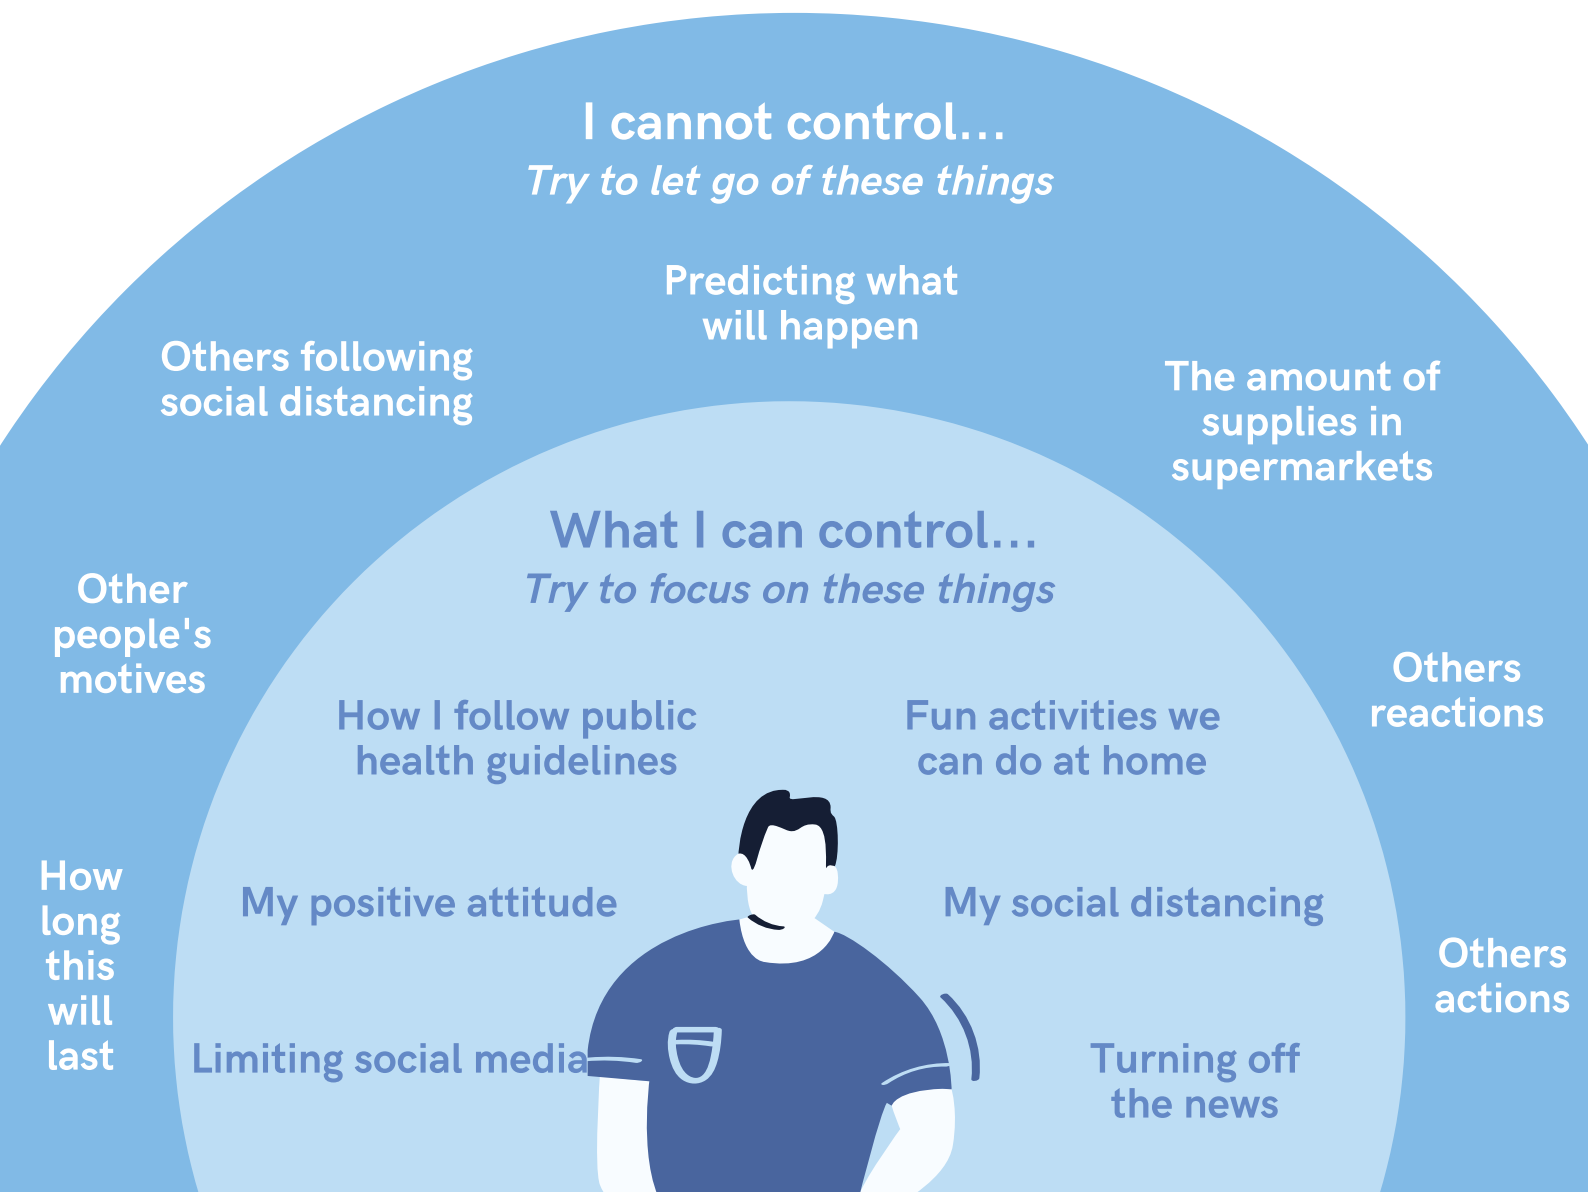 I cannot control...
Try to let go of these things
Predicting what
will happen
Others following
social distancing
The amount of
supplies in
supermarkets
Other
people's
motives
Others
reactions
How
long
this
will
last
Others
actions
What I can control...
Try to focus on these things
How I follow public
health guidelines
Fun activities we
can do at home
My positive attitude
My social distancing
Limiting social media
Turning off
the news